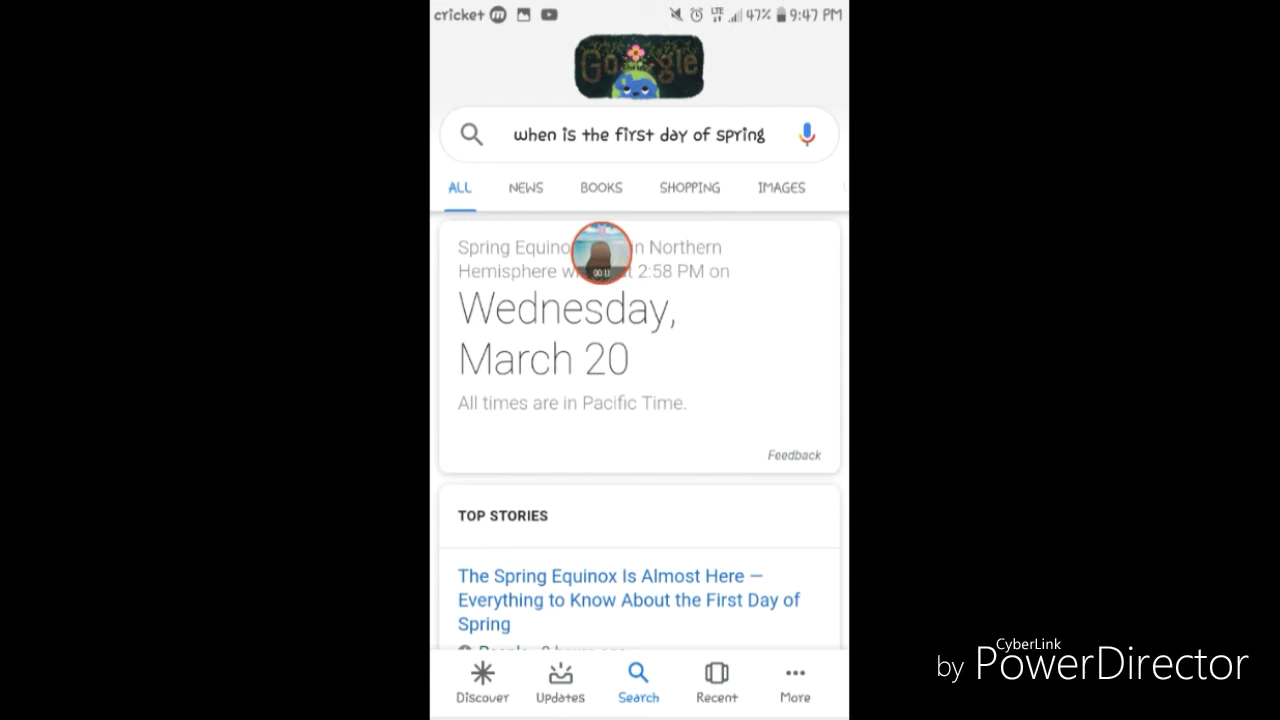 cricket 47% 9:47 PM
Google
when is the first day of spring
ALL NEWS BOOKS SHOPPING IMAGES
Spring Equino n Northern
Hemisphere w 2:58 PM on
00:11
Wednesday,
March 20
All times are in Pacific Time.
Feedback
TOP STORIES
The Spring Equinox Is Almost Here —
Everything to Know About the First Day of
Spring
Discover Updates Search Recent More
CyberLink
by PowerDirector